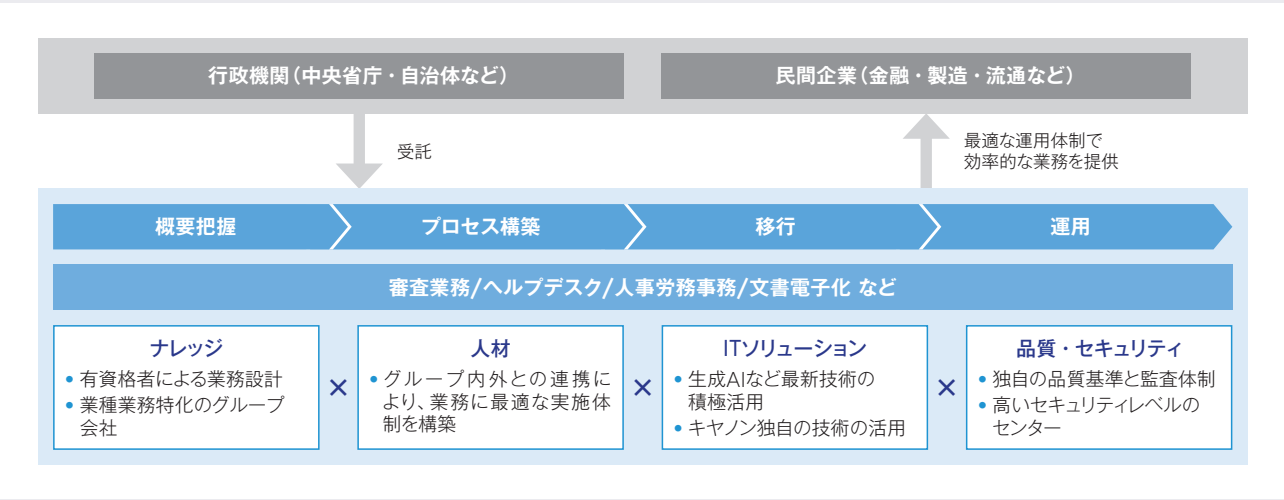 行政機関（中央省庁・自治体など）
民間企業（金融・製造・流通など）
受託
最適な運用体制で
効率的な業務を提供
概要把握
プロセス構築
移行
運用
審査業務/ヘルプデスク/人事労務事務/文書電子化 など
ナレッジ
• 有資格者による業務設計
• 業種業務特化のグループ
会社
×
人材
• グループ内外との連携に
より、業務に最適な実施体
制を構築
×
ITソリューション
• 生成AIなど最新技術の
積極活用
• キヤノン独自の技術の活用
×
品質・セキュリティ
• 独自の品質基準と監査体制
• 高いセキュリティレベルの
センター